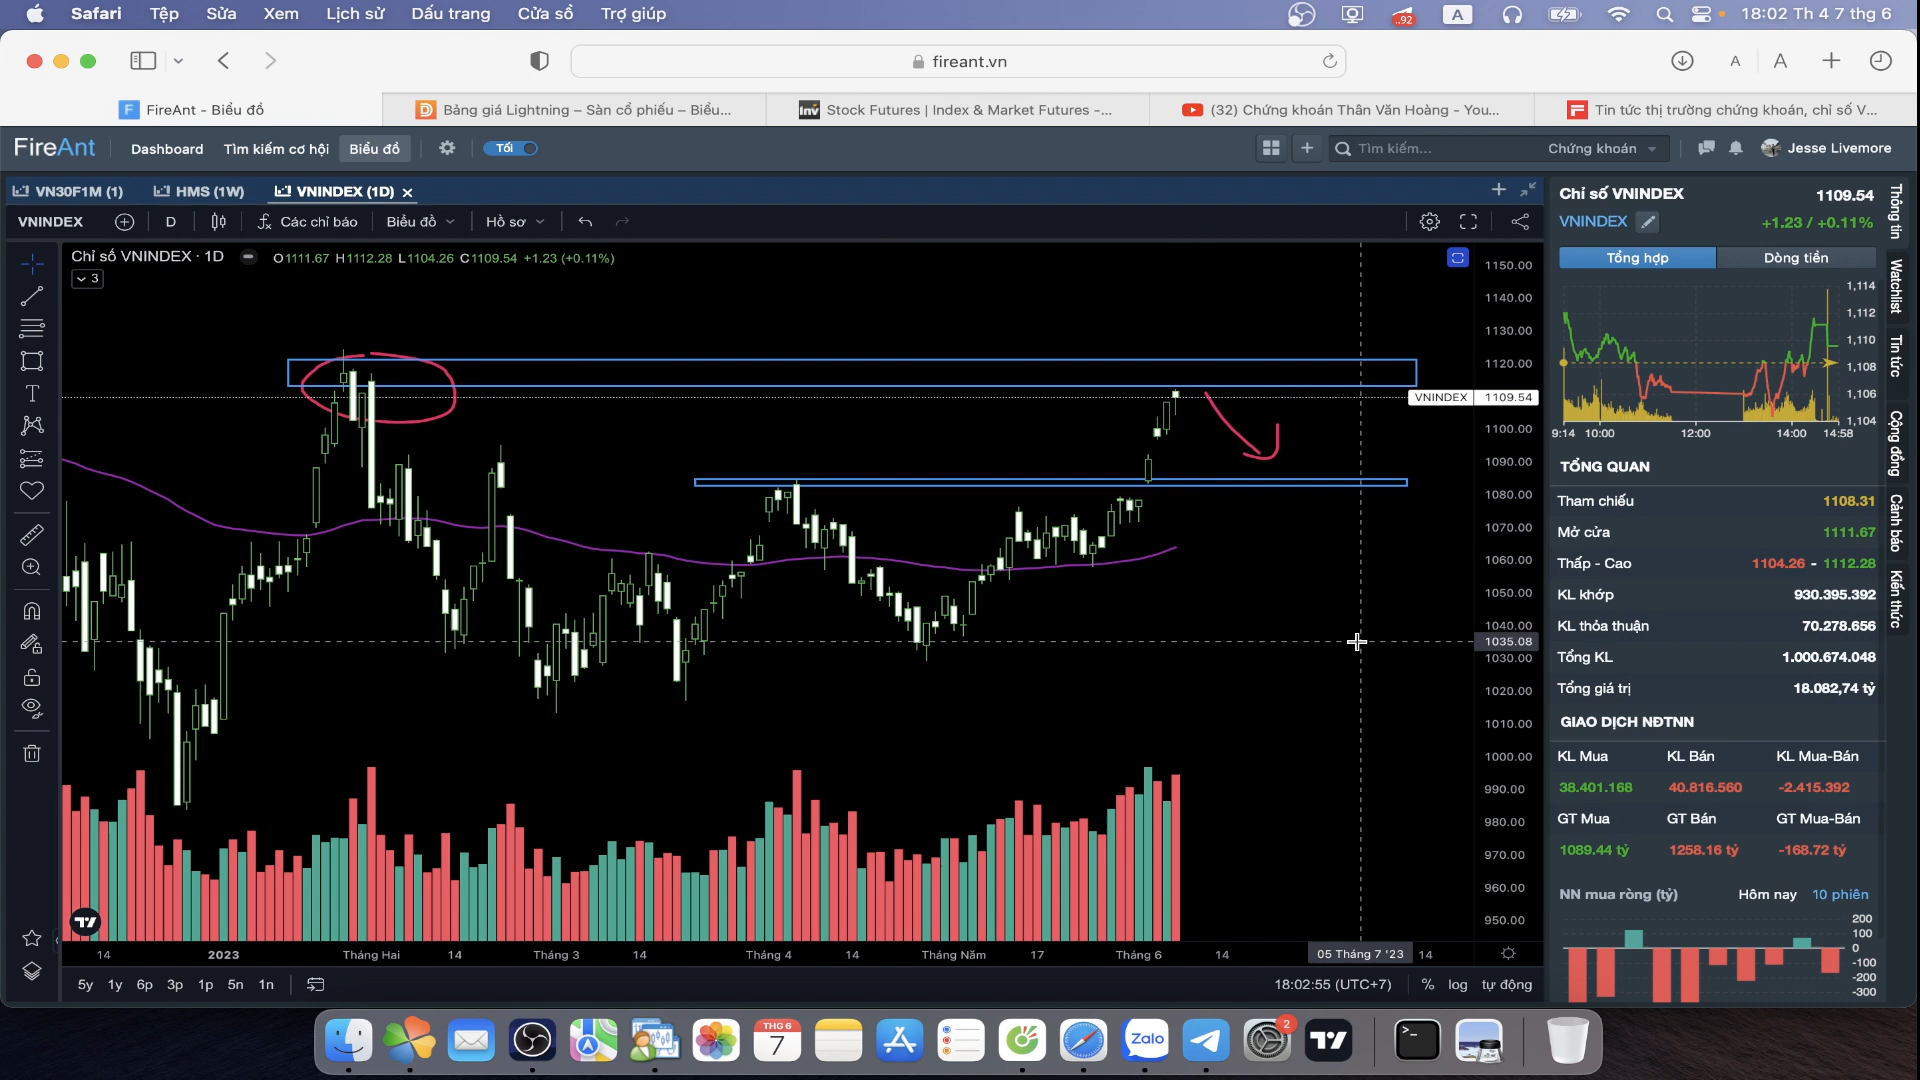 Safari Tệp Sửa Xem Lịch sử Dấu trang Cửa sổ Trợ giúp ..92 A 18:02 Th 4 7 thg 6
fireant.vn A A
FireAnt - Biểu đồ Bảng giá Lightning – Sàn cổ phiếu – Biểu... Stock Futures | Index & Market Futures -... (32) Chứng khoán Thân Văn Hoàng - You... Tin tức thị trường chứng khoán, chỉ số V...
FireAnt Dashboard Tìm kiếm cơ hội Biểu đồ Tối Tìm kiếm... Chứng khoán Jesse Livemore
VN30F1M (1) HMS (1W) VNINDEX (1D)
VNINDEX D Các chỉ báo Biểu đồ Hồ sơ
Chỉ số VNINDEX · 1D O1111.67 H1112.28 L1104.26 C1109.54 +1.23 (+0.11%)
3
1150.00
1140.00
1130.00
1120.00
VNINDEX 1109.54
1100.00
1090.00
1080.00
1070.00
1060.00
1050.00
1040.00
1035.08
1030.00
1020.00
1010.00
1000.00
990.00
980.00
970.00
960.00
950.00
14 2023 Tháng Hai 14 Tháng 3 14 Tháng 4 14 Tháng Năm 17 Tháng 6 14 05 Tháng 7 '23 14
5y 1y 6p 3p 1p 5n 1n 18:02:55 (UTC+7) % log tự động
Chỉ số VNINDEX 1109.54
VNINDEX +1.23 / +0.11%
Tổng hợp Dòng tiền
1,114
1,112
1,110
1,108
1,106
1,104
9:14 10:00 12:00 14:00 14:58
TỔNG QUAN
Tham chiếu 1108.31
Mở cửa 1111.67
Thấp - Cao 1104.26 - 1112.28
KL khớp 930.395.392
KL thỏa thuận 70.278.656
Tổng KL 1.000.674.048
Tổng giá trị 18.082,74 tỷ
GIAO DỊCH NĐTNN
KL Mua KL Bán KL Mua-Bán
38.401.168 40.816.560 -2.415.392
GT Mua GT Bán GT Mua-Bán
1089.44 tỷ 1258.16 tỷ -168.72 tỷ
NN mua ròng (tỷ) Hôm nay 10 phiên
200
100
0
-100
-200
-300
Thông tin
Watchlist
Tin tức
Cộng đồng
Cảnh báo
Kiến thức
THG 6
7
Zalo
2